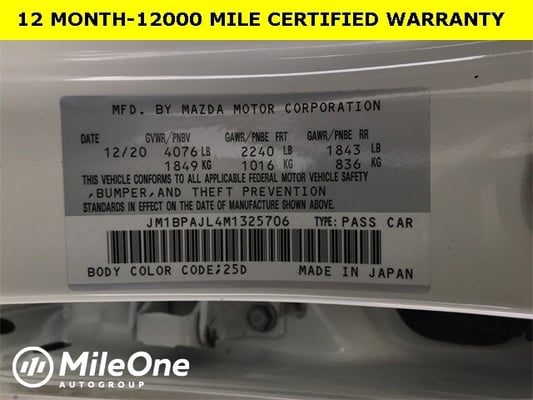 12 MONTH-12000 MILE CERTIFIED WARRANTY
MFD. BY MAZDA MOTOR CORPORATION
DATE GVWR/PNBV GAWR/PNBE FRT GAWR/PNBE RR
12/20 4076 LB 2240 LB 1843 LB
1849 KG 1016 KG 836 KG
THIS VEHICLE CONFORMS TO ALL APPLICABLE FEDERAL MOTOR VEHICLE SAFETY
,BUMPER,AND THEFT PREVENTION
STANDARDS IN EFFECT ON THE DATE OF MANUFACTURE SHOWN ABOVE.
JM1BPAJL4M1325706 TYPE: PASS CAR
BODY COLOR CODE;25D MADE IN JAPAN
MileOne
AUTOGROUP